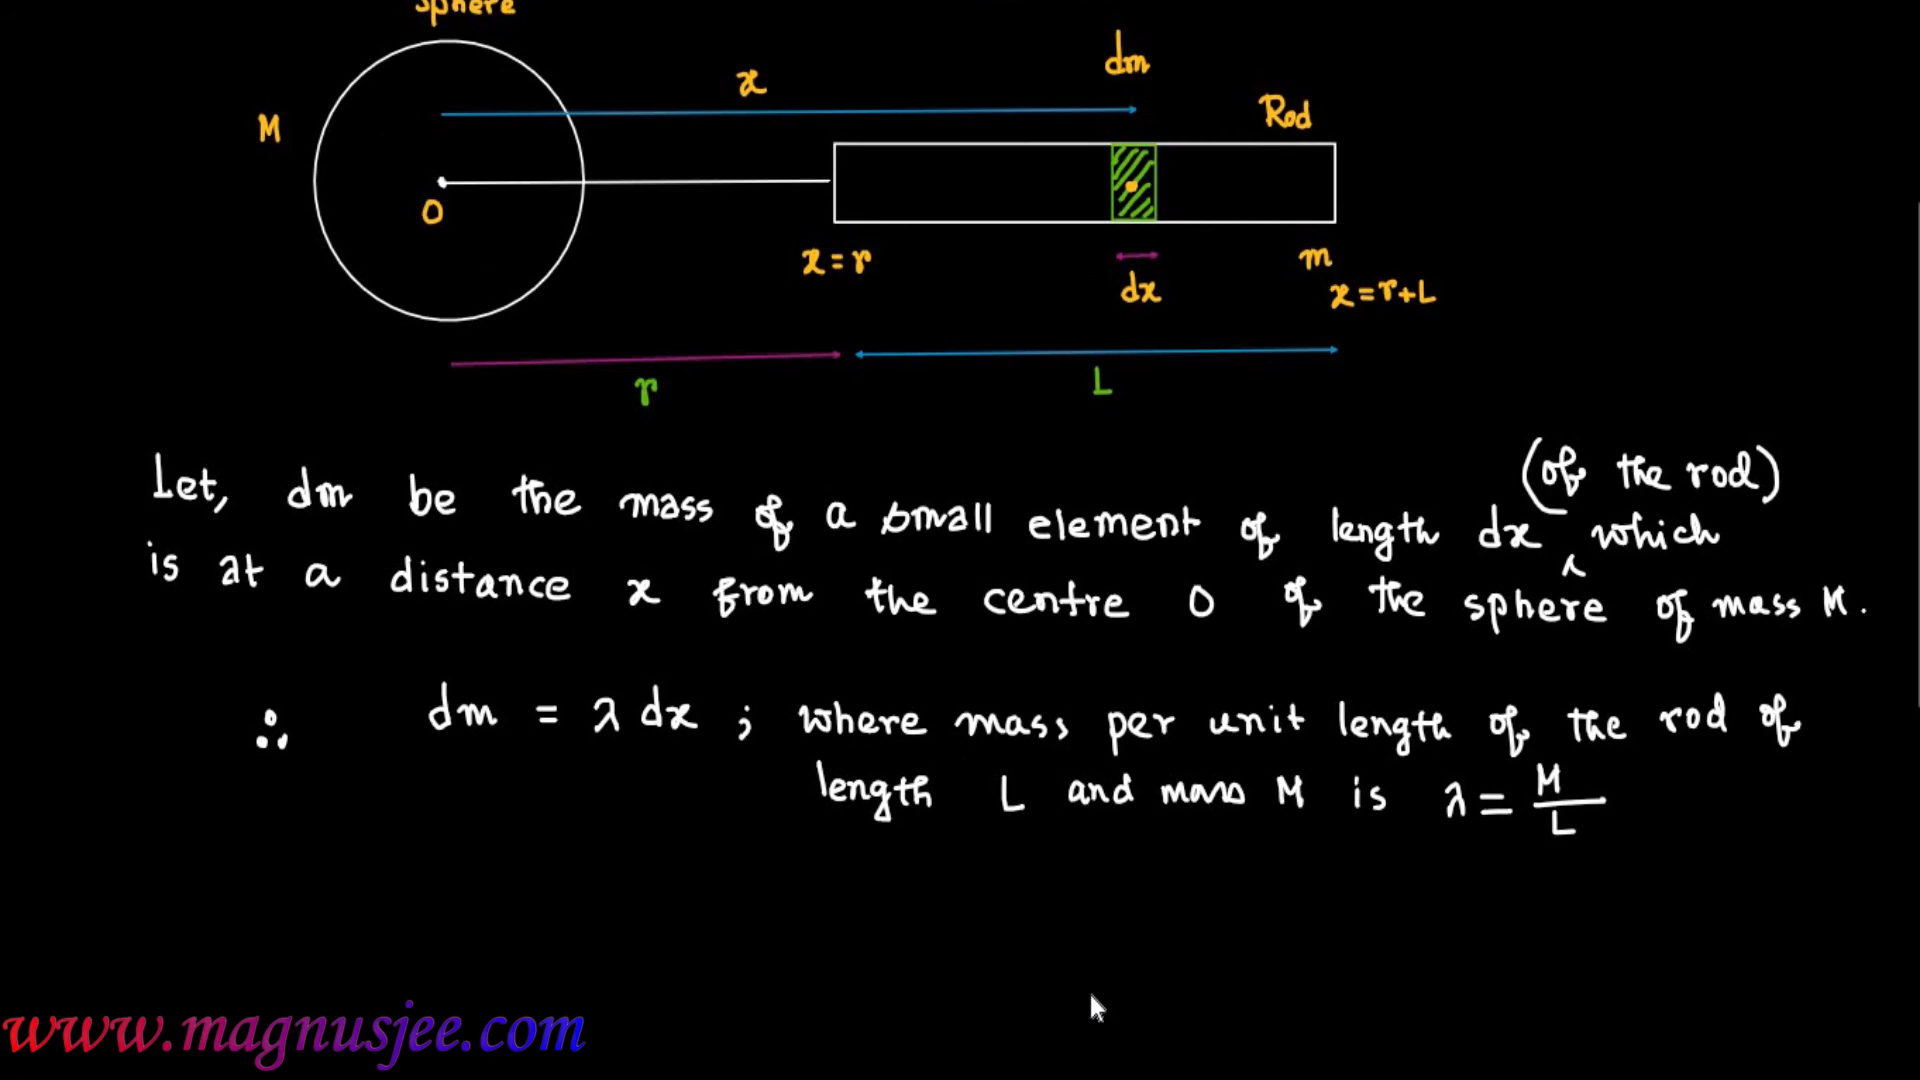 sphere
dm
x
Rod
M
O
x = r
m
dx
x = r+L
r
L
(of the rod)
Let, dm be the mass of a small element of length dx ‸ which
is at a distance x from the centre O of the sphere of mass M.
∴ dm = λ dx ; where mass per unit length of the rod of
length L and mass M is λ = M/L
www.magnusjee.com